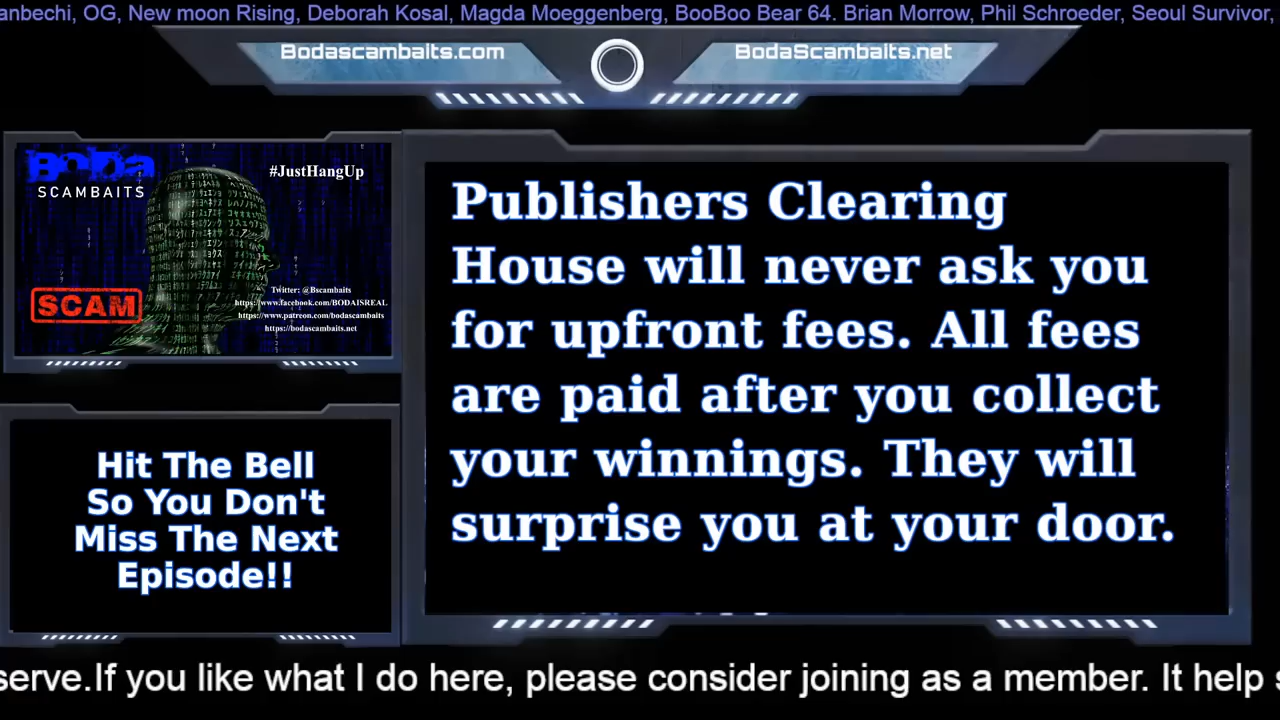 anbechi, OG, New moon Rising, Deborah Kosal, Magda Moeggenberg, BooBoo Bear 64. Brian Morrow, Phil Schroeder, Seoul Survivor,
Bodascambaits.com
BodaScambaits.net
BODa
SCAMBAITS
#JustHangUp
SCAM
Twitter: @Bscambaits
https://www.facebook.com/BODAISREAL
https://www.patreon.com/bodascambaits
https://bodascambaits.net
Publishers Clearing
House will never ask you
for upfront fees. All fees
are paid after you collect
your winnings. They will
surprise you at your door.
Hit The Bell
So You Don't
Miss The Next
Episode!!
serve.If you like what I do here, please consider joining as a member. It help s